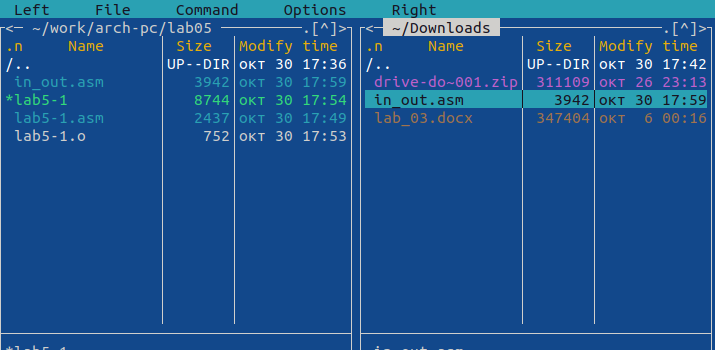 Left File Command Options Right
<─ ~/work/arch-pc/lab05 ─.[^]>
.n Name Size Modify time
/.. UP--DIR окт 30 17:36
in_out.asm 3942 окт 30 17:59
*lab5-1 8744 окт 30 17:54
lab5-1.asm 2437 окт 30 17:49
lab5-1.o 752 окт 30 17:53
*lab5-1
<─ ~/Downloads ─.[^]>
.n Name Size Modify time
/.. UP--DIR окт 30 17:42
drive-do~001.zip 311109 окт 26 23:13
in_out.asm 3942 окт 30 17:59
lab_03.docx 347404 окт 6 00:16
in_out.asm